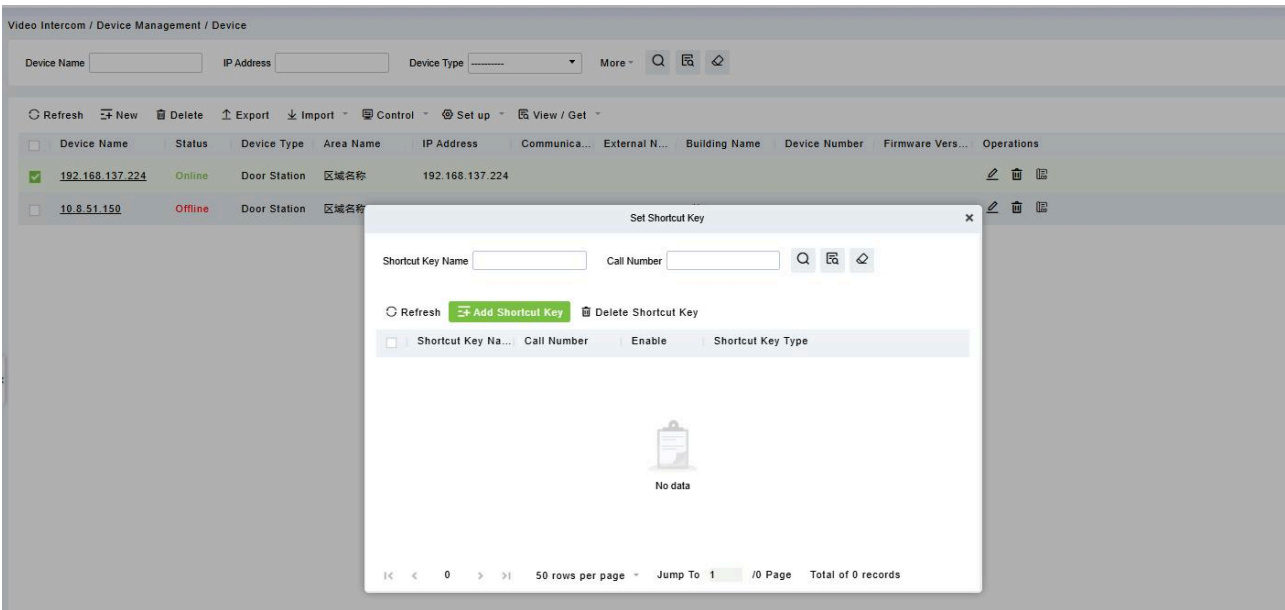 Video Intercom / Device Management / Device
Device Name IP Address Device Type ---------- More
Refresh New Delete Export Import Control Set up View / Get
Device Name Status Device Type Area Name IP Address Communica... External N... Building Name Device Number Firmware Vers... Operations
192.168.137.224 Online Door Station 区域名称 192.168.137.224
10.8.51.150 Offline Door Station 区域名称
Set Shortcut Key
Shortcut Key Name Call Number
Refresh Add Shortcut Key Delete Shortcut Key
Shortcut Key Na... Call Number Enable Shortcut Key Type
No data
0 50 rows per page Jump To 1 /0 Page Total of 0 records